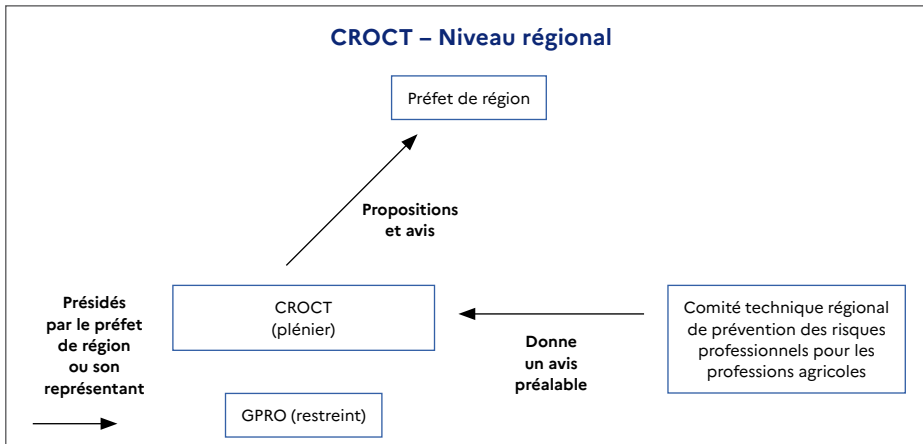 CROCT – Niveau régional
Préfet de région
Propositions
et avis
Présidés
par le préfet
de région
ou son
représentant
CROCT
(plénier)
Donne
un avis
préalable
Comité technique régional
de prévention des risques
professionnels pour les
professions agricoles
GPRO (restreint)